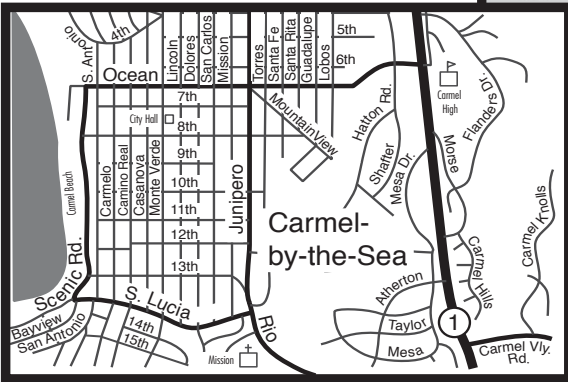 4th
S. Ant
onio
Ocean
Lincoln
Dolores
San Carlos
Mission
Torres
Santa Fe
Santa Rita
Guadalupe
Lobos
5th
6th
7th
City Hall
8th
9th
10th
11th
12th
13th
Carmel Beach
Carmelo
Camino Real
Casanova
Monte Verde
Junipero
Mountain View
Hatton Rd.
Shafter
Mesa Dr.
Carmel
High
Flanders Dr.
Morse
Carmel Knolls
Carmel Hills
Carmel-
by-the-Sea
Scenic Rd.
S. Lucia
Rio
Bayview
San Antonio
14th
15th
Mission
Atherton
Taylor
Mesa
1
Carmel Vly.
Rd.